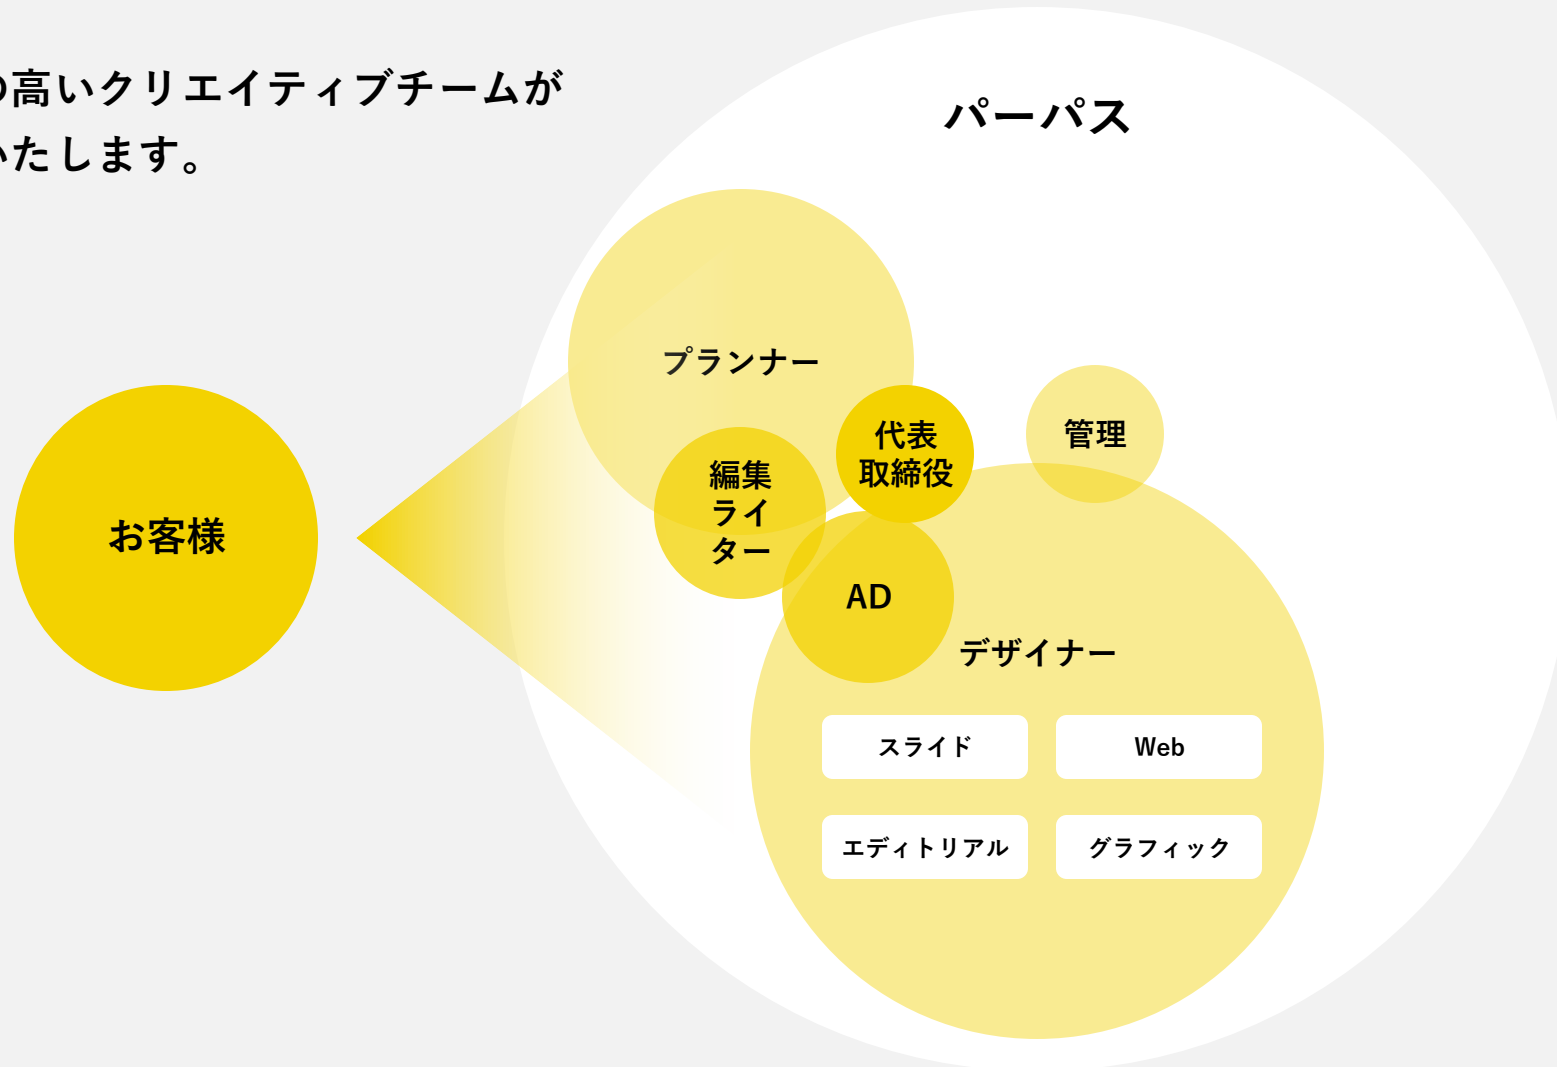 の高いクリエイティブチームが
いたします。
パーパス
プランナー
代表
取締役
管理
編集
ライ
ター
お客様
AD
デザイナー
スライド
Web
エディトリアル
グラフィック